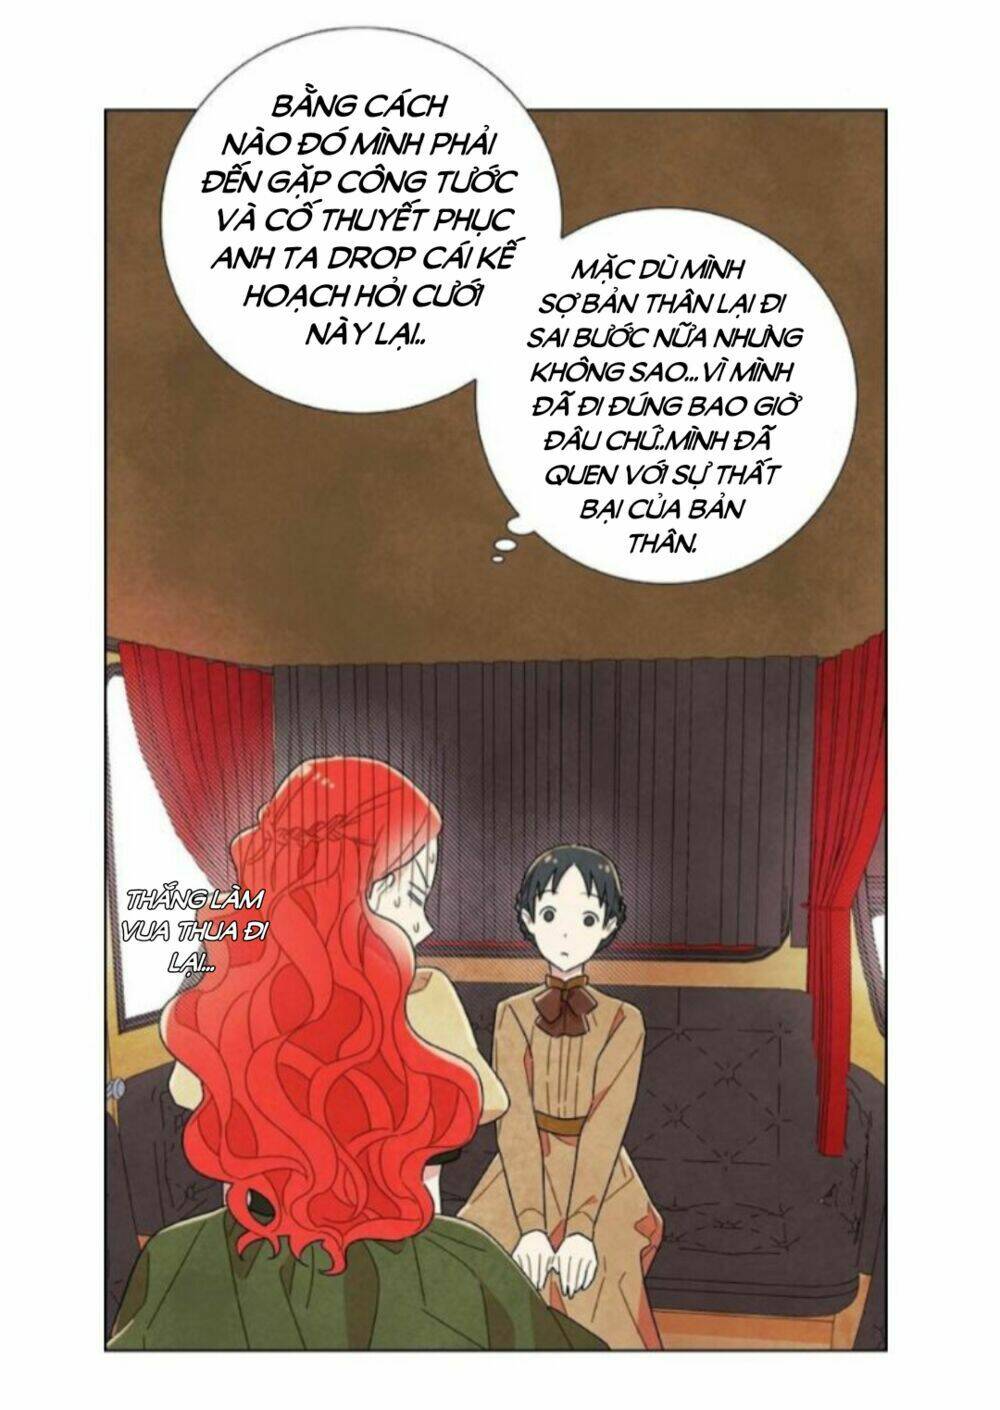 BẰNG CÁCH
NÀO ĐÓ MÌNH PHẢI
ĐẾN GẶP CÔNG TƯỚC
VÀ CỐ THUYẾT PHỤC
ANH TA DROP CÁI KẾ
HOẠCH HỎI CƯỚI
NÀY LẠI..
MẶC DÙ MÌNH
SỢ BẢN THÂN LẠI ĐI
SAI BƯỚC NỮA NHƯNG
KHÔNG SAO...VÌ MÌNH
ĐÃ ĐI ĐÚNG BAO GIỜ
ĐÂU CHỨ..MÌNH ĐÃ
QUEN VỚI SỰ THẤT
BẠI CỦA BẢN
THÂN.
THẮNG LÀM
VUA THUA ĐI
LẠI...